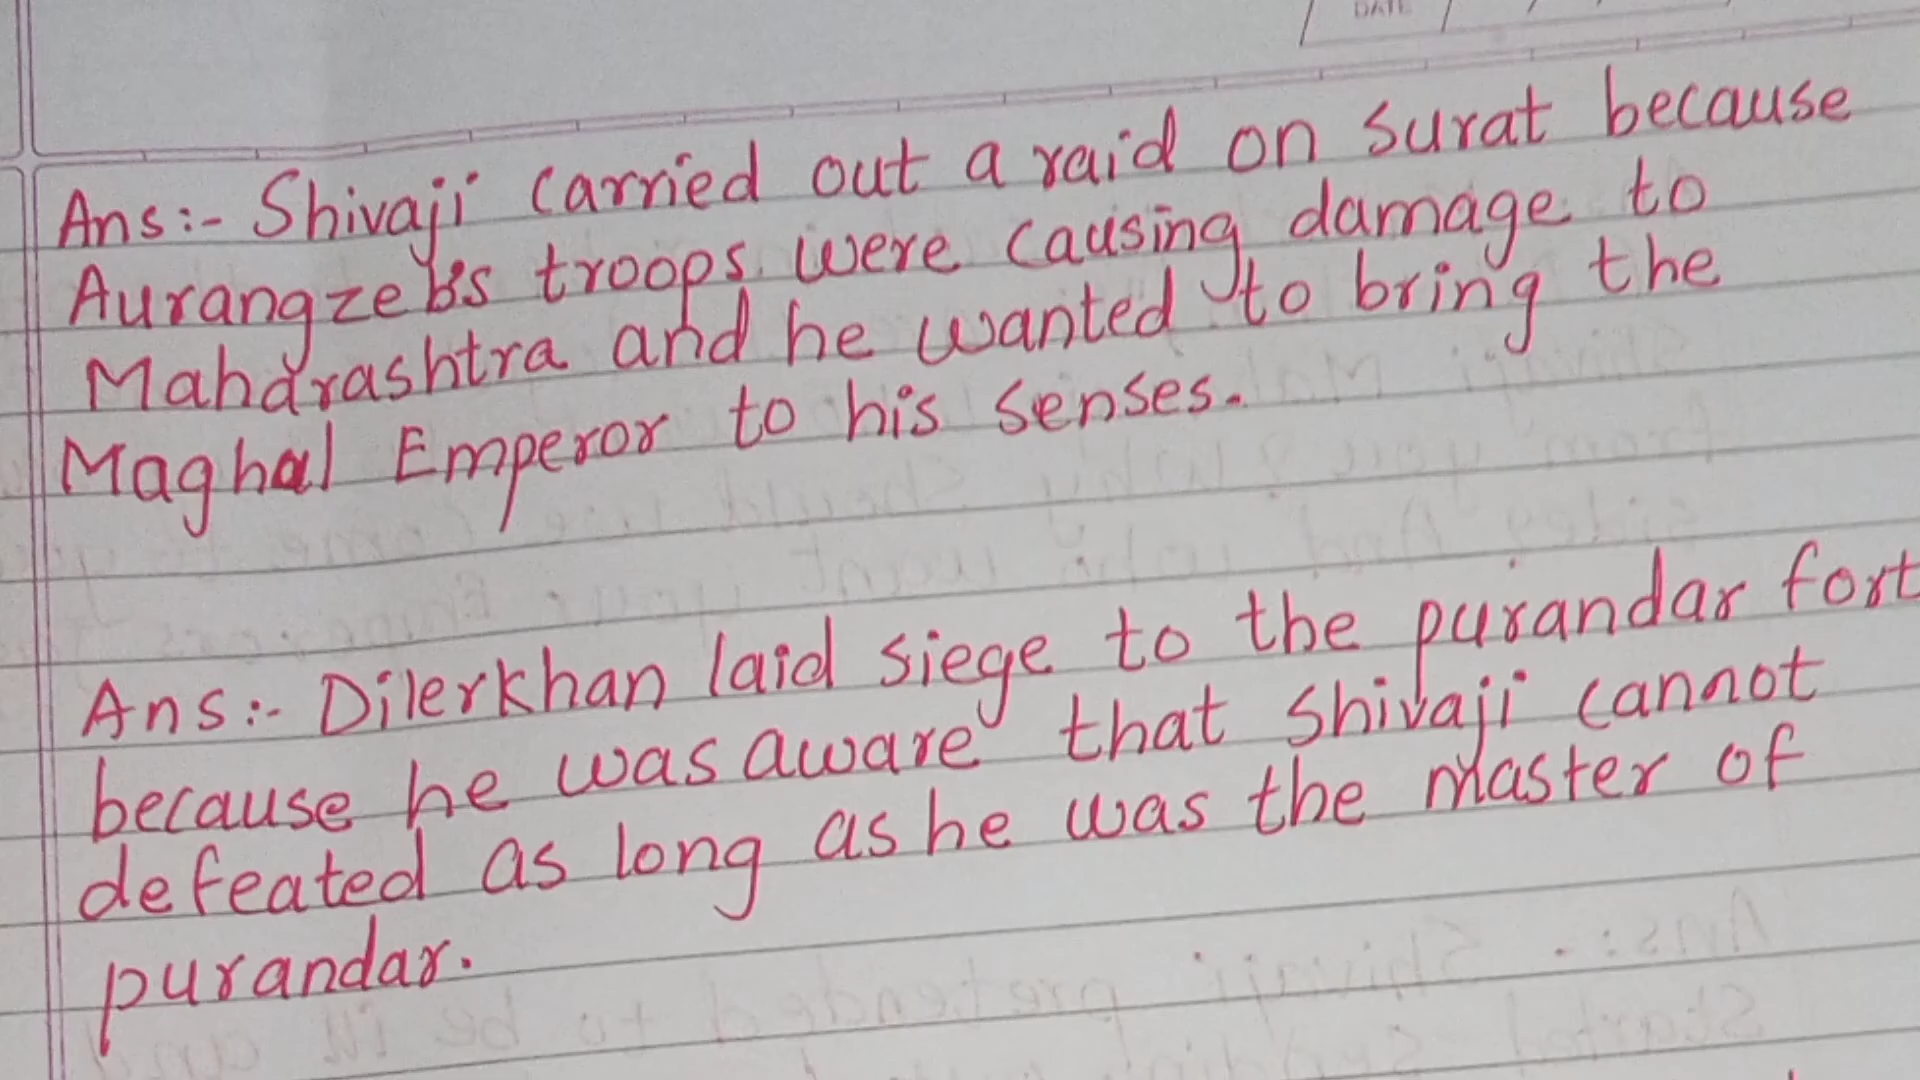 DATE
Ans:- Shivaji carried out a raid on surat because
Aurangzeb's troops were causing damage to
Maharashtra and he wanted to bring the
Maghal Emperor to his senses.
Ans:- Dilerkhan laid siege to the purandar fort
because he was aware that Shivaji cannot
defeated as long as he was the master of
purandar.